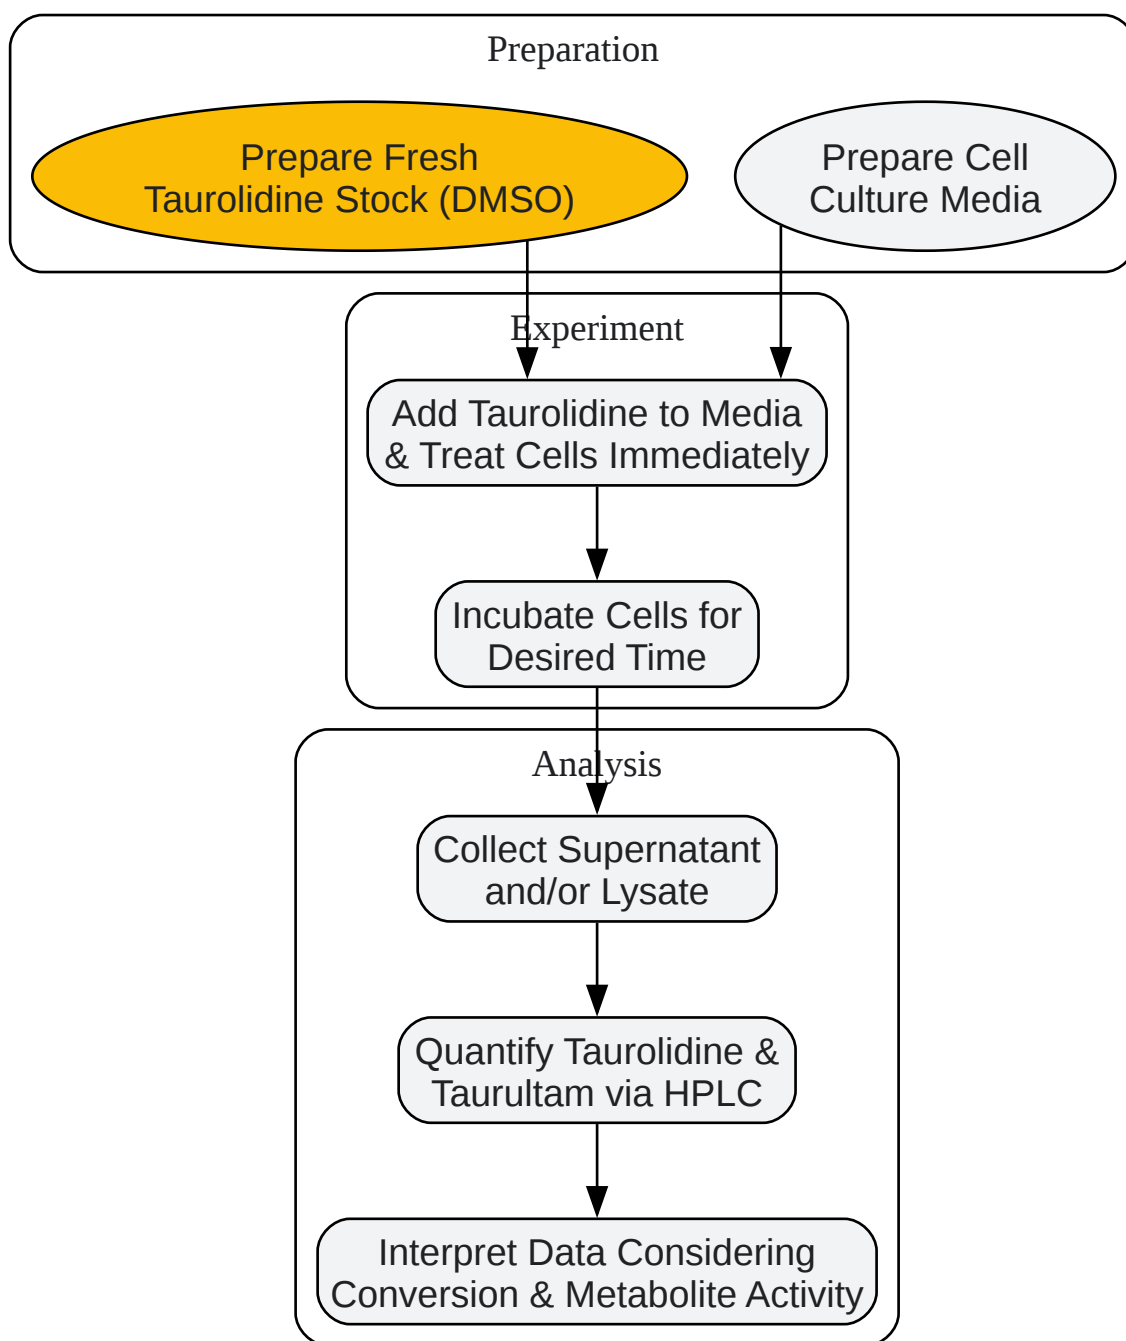 Preparation
Prepare Fresh
Taurolidine Stock (DMSO)
Prepare Cell
Culture Media
Experiment
Add Taurolidine to Media
& Treat Cells Immediately
Incubate Cells for
Desired Time
Analysis
Collect Supernatant
and/or Lysate
Quantify Taurolidine &
Taurultam via HPLC
Interpret Data Considering
Conversion & Metabolite Activity